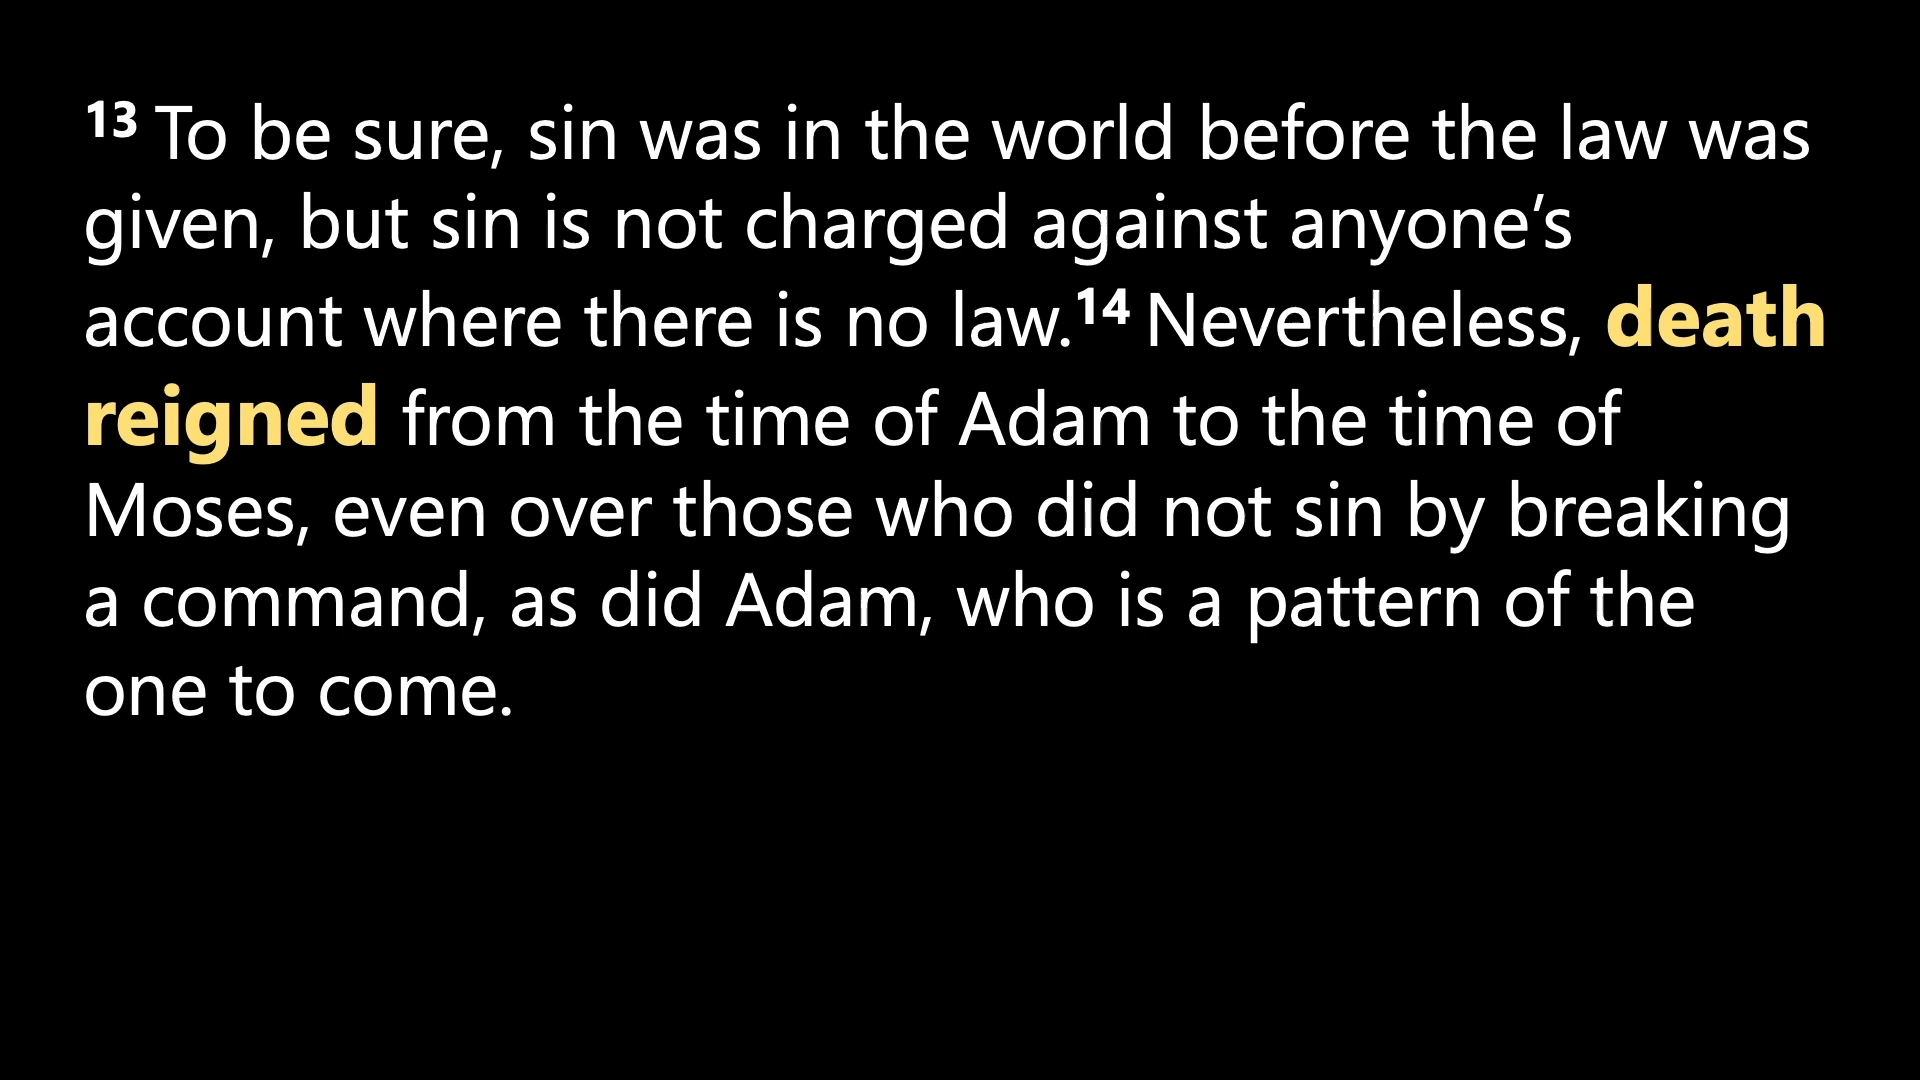 13 To be sure, sin was in the world before the law was
given, but sin is not charged against anyone’s
account where there is no law.14 Nevertheless, death
reigned from the time of Adam to the time of
Moses, even over those who did not sin by breaking
a command, as did Adam, who is a pattern of the
one to come.